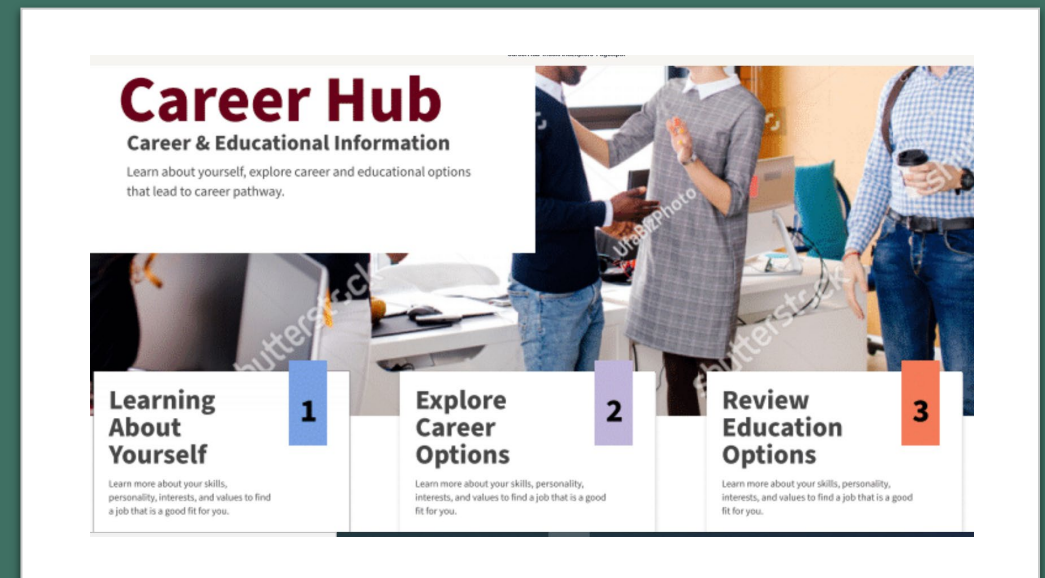 Career Hub
Career & Educational Information
Learn about yourself, explore career and educational options
that lead to career pathway.
UfaBizPhoto
shutterstock
shutterstock
Learning
About
Yourself
1
Learn more about your skills,
personality, interests, and values to find
a job that is a good fit for you.
Explore
Career
Options
2
Learn more about your skills, personality,
interests, and values to find a job that is a good
fit for you.
Review
Education
Options
3
Learn more about your skills, personality,
interests, and values to find a job that is a good
fit for you.